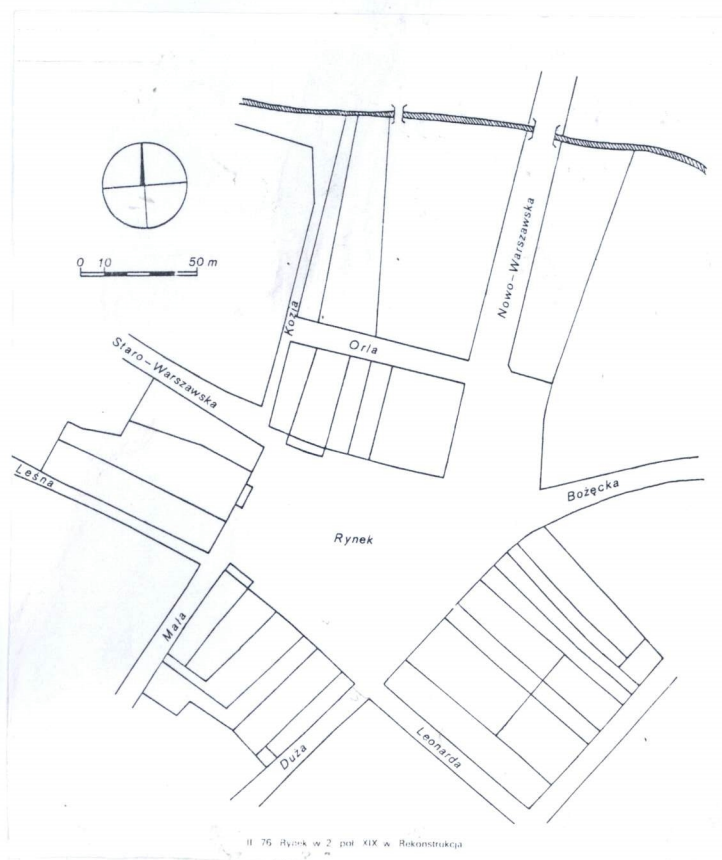 Nowo-Warszawska
0 10 50 m
Kozia
Orla
Staro-Warszawska
Leśna
Bożęcka
Rynek
Mała
Duża
Leonarda
Il 76 Rynek w 2 poł XIX w Rekonstrukcja